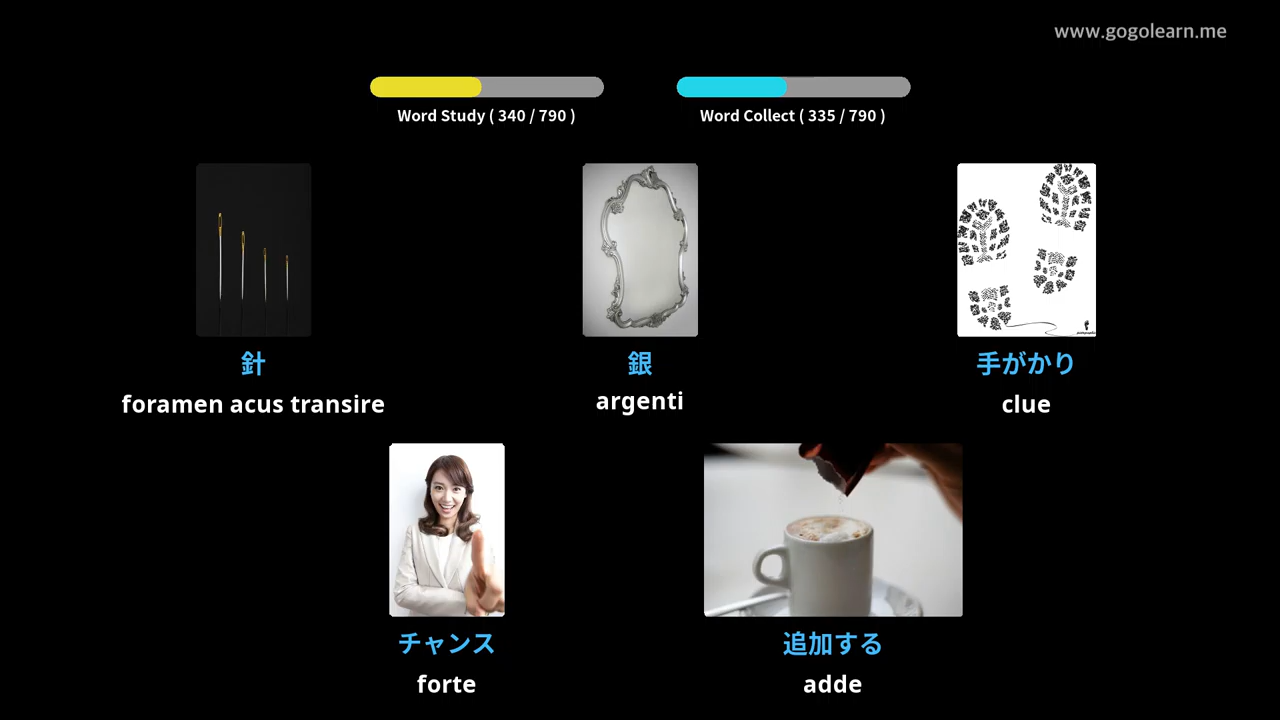 www.gogolearn.me
Word Study ( 340 / 790 )
Word Collect ( 335 / 790 )
針
foramen acus transire
銀
argenti
手がかり
clue
チャンス
forte
追加する
adde